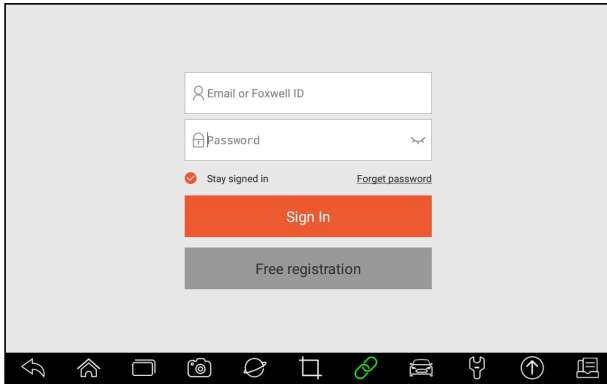 Email or Foxwell ID
Password
Stay signed in
Forget password
Sign In
Free registration